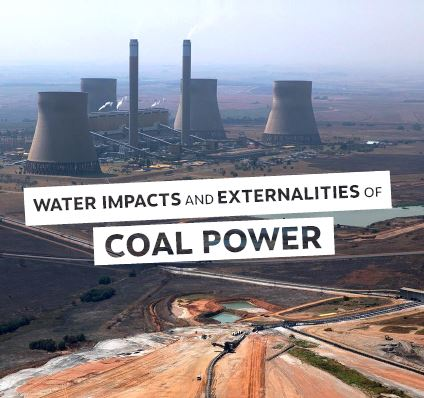 WATER IMPACTS AND EXTERNALITIES OF
COAL POWER